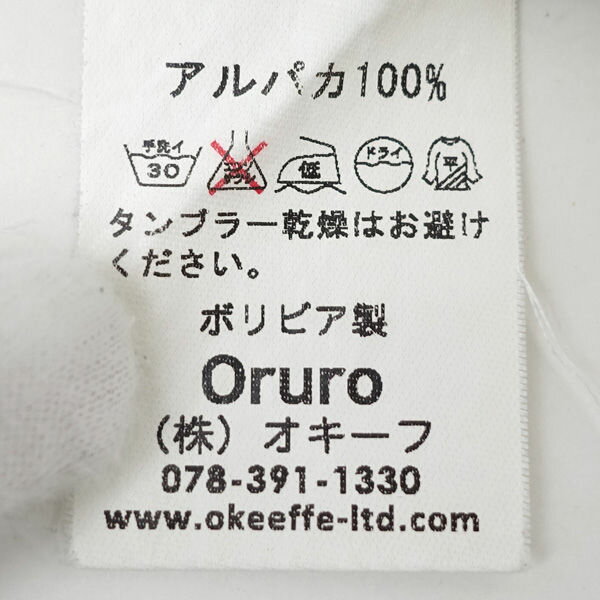 アルパカ100%
手洗イ 30 低 ドライ 平
タンブラー乾燥はお避け
ください。
ボリビア製
Oruro
(株)オキーフ
078-391-1330
www.okeeffe-ltd.com